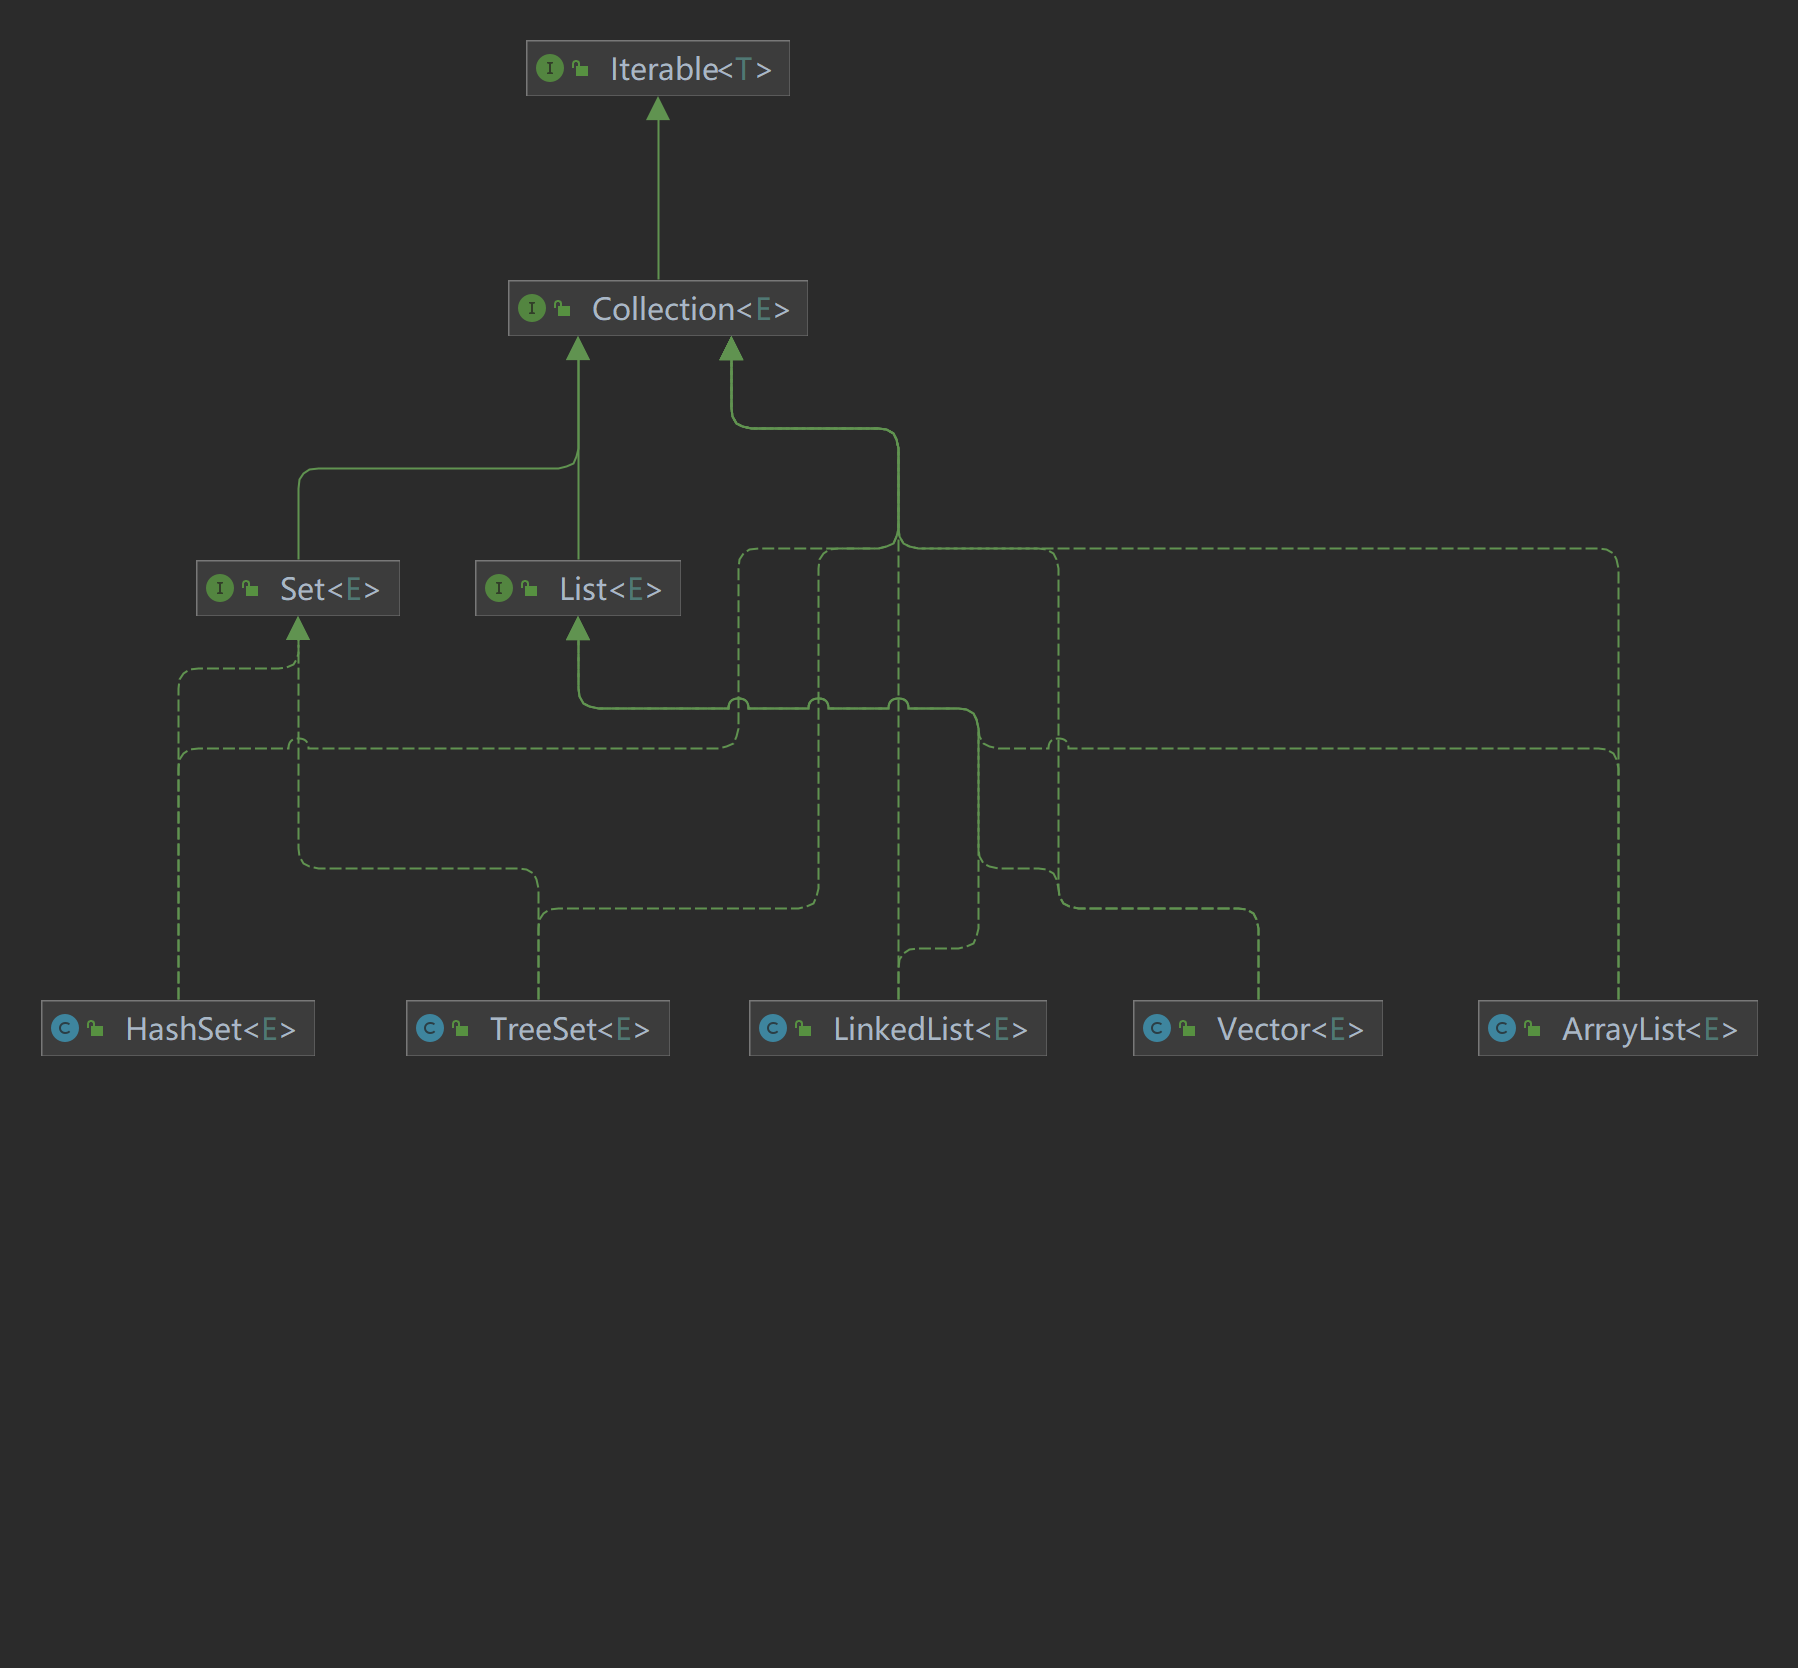 I Iterable<T>
I Collection<E>
I Set<E>
I List<E>
C HashSet<E>
C TreeSet<E>
C LinkedList<E>
C Vector<E>
C ArrayList<E>